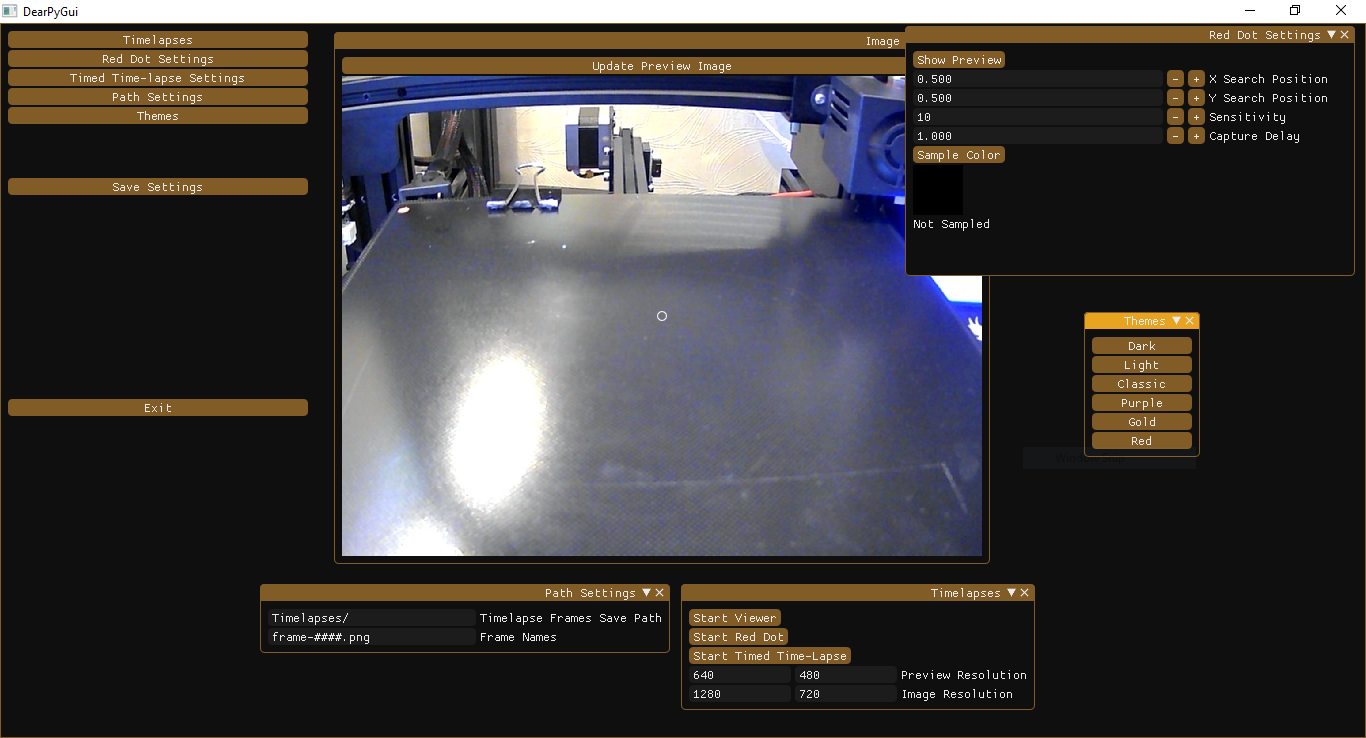 DearPyGui
Timelapses
Red Dot Settings
Timed Time-lapse Settings
Path Settings
Themes
Save Settings
Exit
Image
Update Preview Image
Red Dot Settings
Show Preview
0.500 - + X Search Position
0.500 - + Y Search Position
10 - + Sensitivity
1.000 - + Capture Delay
Sample Color
Not Sampled
Themes
Dark
Light
Classic
Purple
Gold
Red
Path Settings
Timelapses/ Timelapse Frames Save Path
frame-####.png Frame Names
Timelapses
Start Viewer
Start Red Dot
Start Timed Time-Lapse
640 480 Preview Resolution
1280 720 Image Resolution